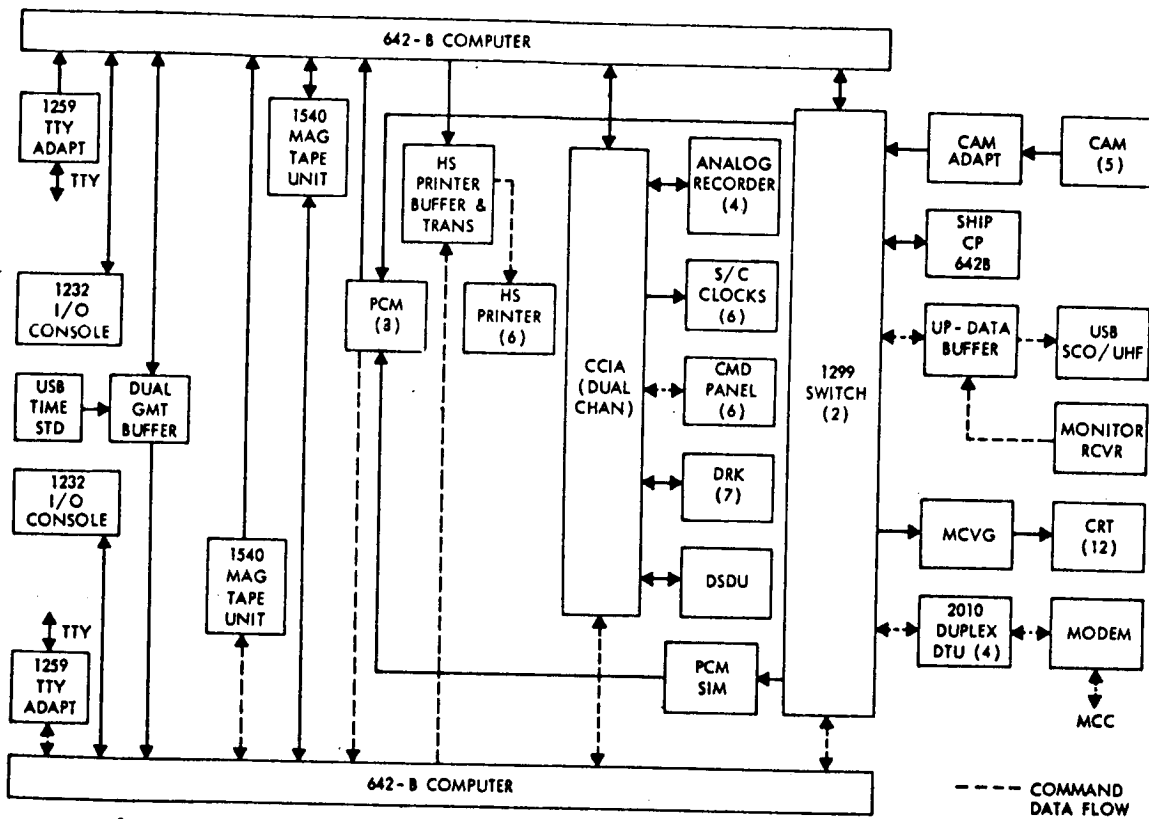 642-B COMPUTER
1259
TTY
ADAPT
TTY
1540
MAG
TAPE
UNIT
HS
PRINTER
BUFFER &
TRANS
ANALOG
RECORDER
(4)
CAM
ADAPT
CAM
(5)
SHIP
CP
642B
1232
I/O
CONSOLE
PCM
(3)
HS
PRINTER
(6)
S/C
CLOCKS
(6)
UP-DATA
BUFFER
USB
SCO/UHF
USB
TIME
STD
DUAL
GMT
BUFFER
CCIA
(DUAL
CHAN)
CMD
PANEL
(6)
1299
SWITCH
(2)
MONITOR
RCVR
1232
I/O
CONSOLE
DRK
(7)
MCVG
CRT
(12)
1540
MAG
TAPE
UNIT
DSDU
2010
DUPLEX
DTU (4)
MODEM
TTY
1259
TTY
ADAPT
PCM
SIM
MCC
642-B COMPUTER
COMMAND
DATA FLOW